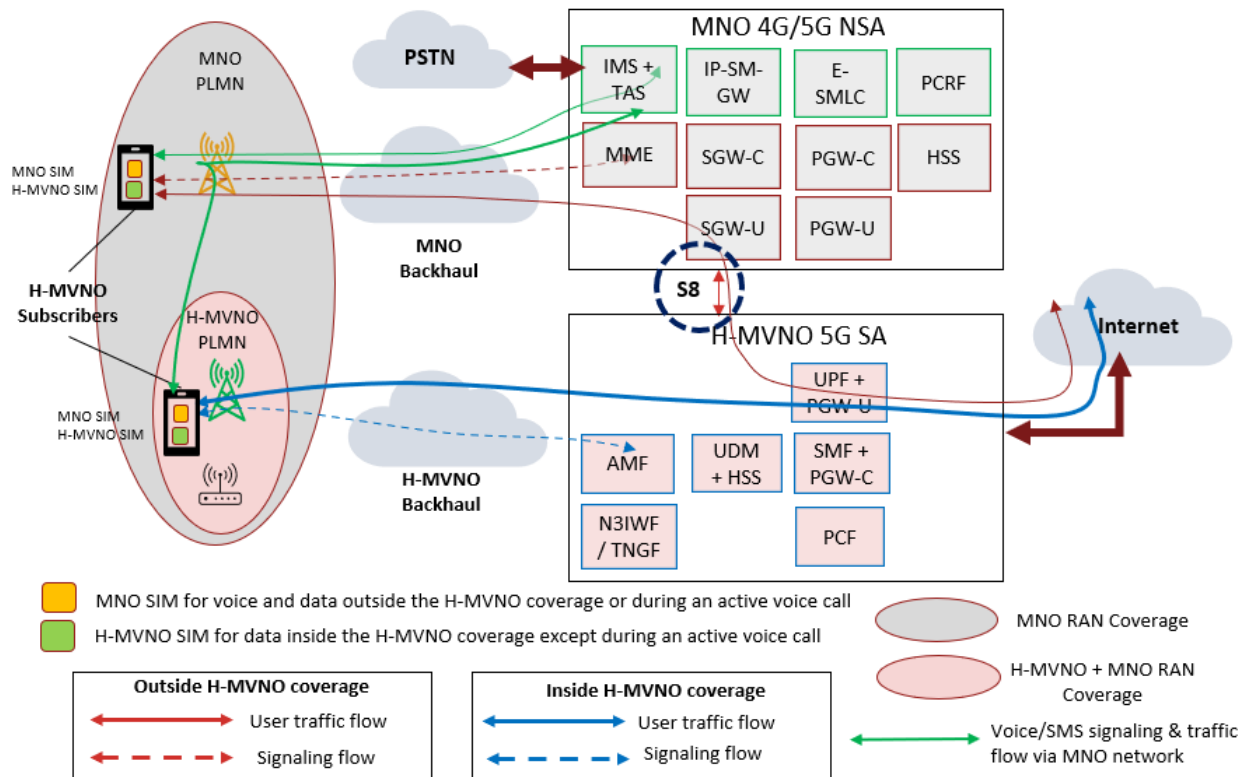 MNO 4G/5G NSA
PSTN
MNO
PLMN
IMS +
TAS
IP-SM-
GW
E-
SMLC
PCRF
MME
SGW-C
PGW-C
HSS
MNO SIM
H-MVNO SIM
SGW-U
PGW-U
MNO
Backhaul
H-MVNO
Subscribers
S8
H-MVNO
PLMN
H-MVNO 5G SA
Internet
UPF +
PGW-U
MNO SIM
H-MVNO SIM
AMF
UDM
+ HSS
SMF +
PGW-C
H-MVNO
Backhaul
N3IWF
/ TNGF
PCF
MNO SIM for voice and data outside the H-MVNO coverage or during an active voice call
H-MVNO SIM for data inside the H-MVNO coverage except during an active voice call
MNO RAN Coverage
H-MVNO + MNO RAN
Coverage
Outside H-MVNO coverage
User traffic flow
Signaling flow
Inside H-MVNO coverage
User traffic flow
Signaling flow
Voice/SMS signaling & traffic
flow via MNO network